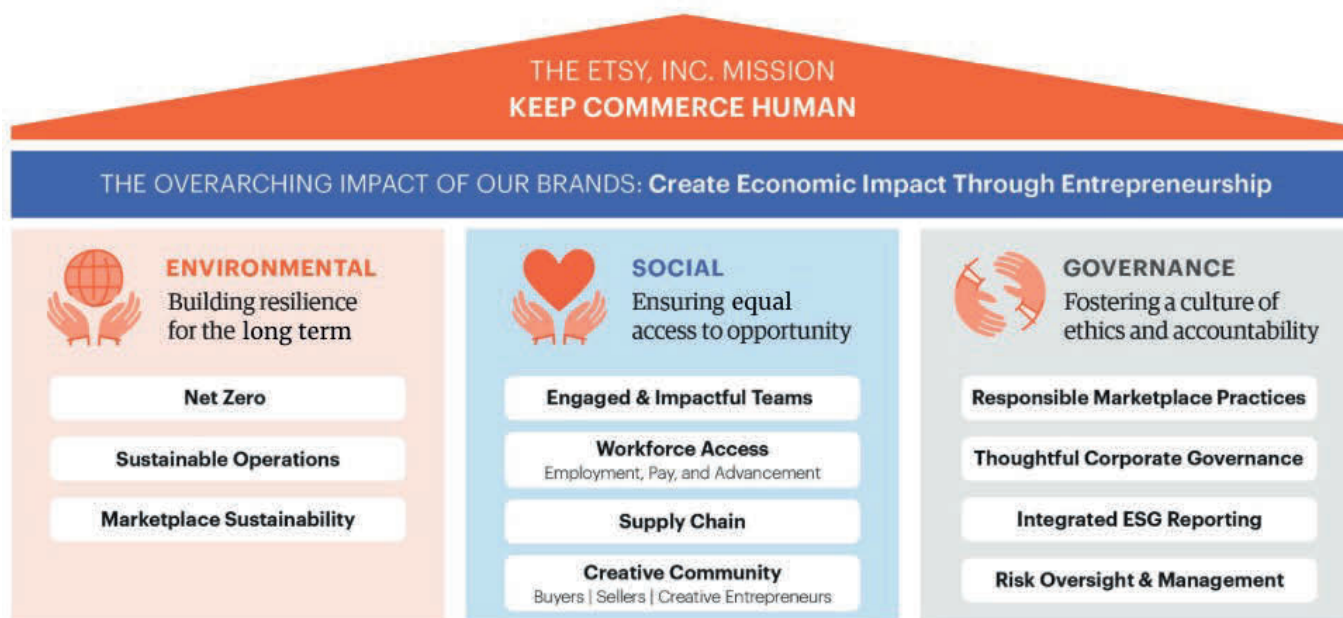 THE ETSY, INC. MISSION
KEEP COMMERCE HUMAN
THE OVERARCHING IMPACT OF OUR BRANDS: Create Economic Impact Through Entrepreneurship
ENVIRONMENTAL
Building resilience
for the long term
Net Zero
Sustainable Operations
Marketplace Sustainability
SOCIAL
Ensuring equal
access to opportunity
Engaged & Impactful Teams
Workforce Access
Employment, Pay, and Advancement
Supply Chain
Creative Community
Buyers | Sellers | Creative Entrepreneurs
GOVERNANCE
Fostering a culture of
ethics and accountability
Responsible Marketplace Practices
Thoughtful Corporate Governance
Integrated ESG Reporting
Risk Oversight & Management